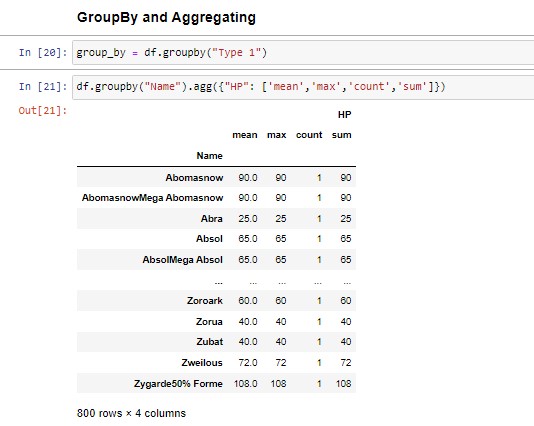 GroupBy and Aggregating
In [20]: group_by = df.groupby("Type 1")
In [21]: df.groupby("Name").agg({"HP": ['mean','max','count','sum']})
Out[21]:
HP
mean max count sum
Name
Abomasnow 90.0 90 1 90
AbomasnowMega Abomasnow 90.0 90 1 90
Abra 25.0 25 1 25
Absol 65.0 65 1 65
AbsolMega Absol 65.0 65 1 65
... ... ... ... ...
Zoroark 60.0 60 1 60
Zorua 40.0 40 1 40
Zubat 40.0 40 1 40
Zweilous 72.0 72 1 72
Zygarde50% Forme 108.0 108 1 108
800 rows × 4 columns